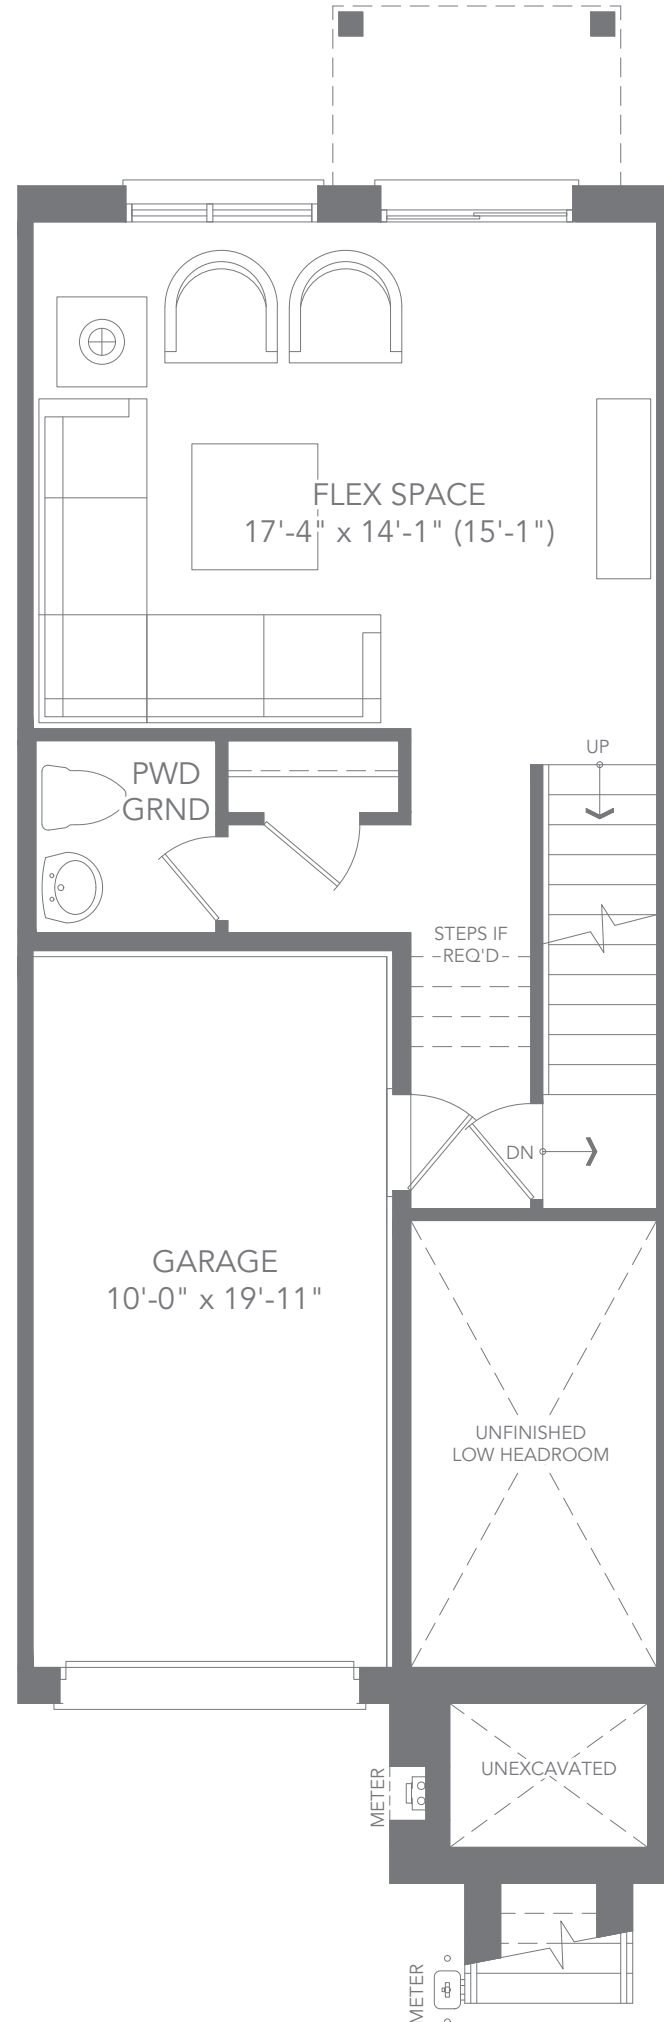 FLEX SPACE
17'-4" x 14'-1" (15'-1")
PWD
GRND
UP
STEPS IF
REQ'D
DN
GARAGE
10'-0" x 19'-11"
UNFINISHED
LOW HEADROOM
UNEXCAVATED
METER
METER